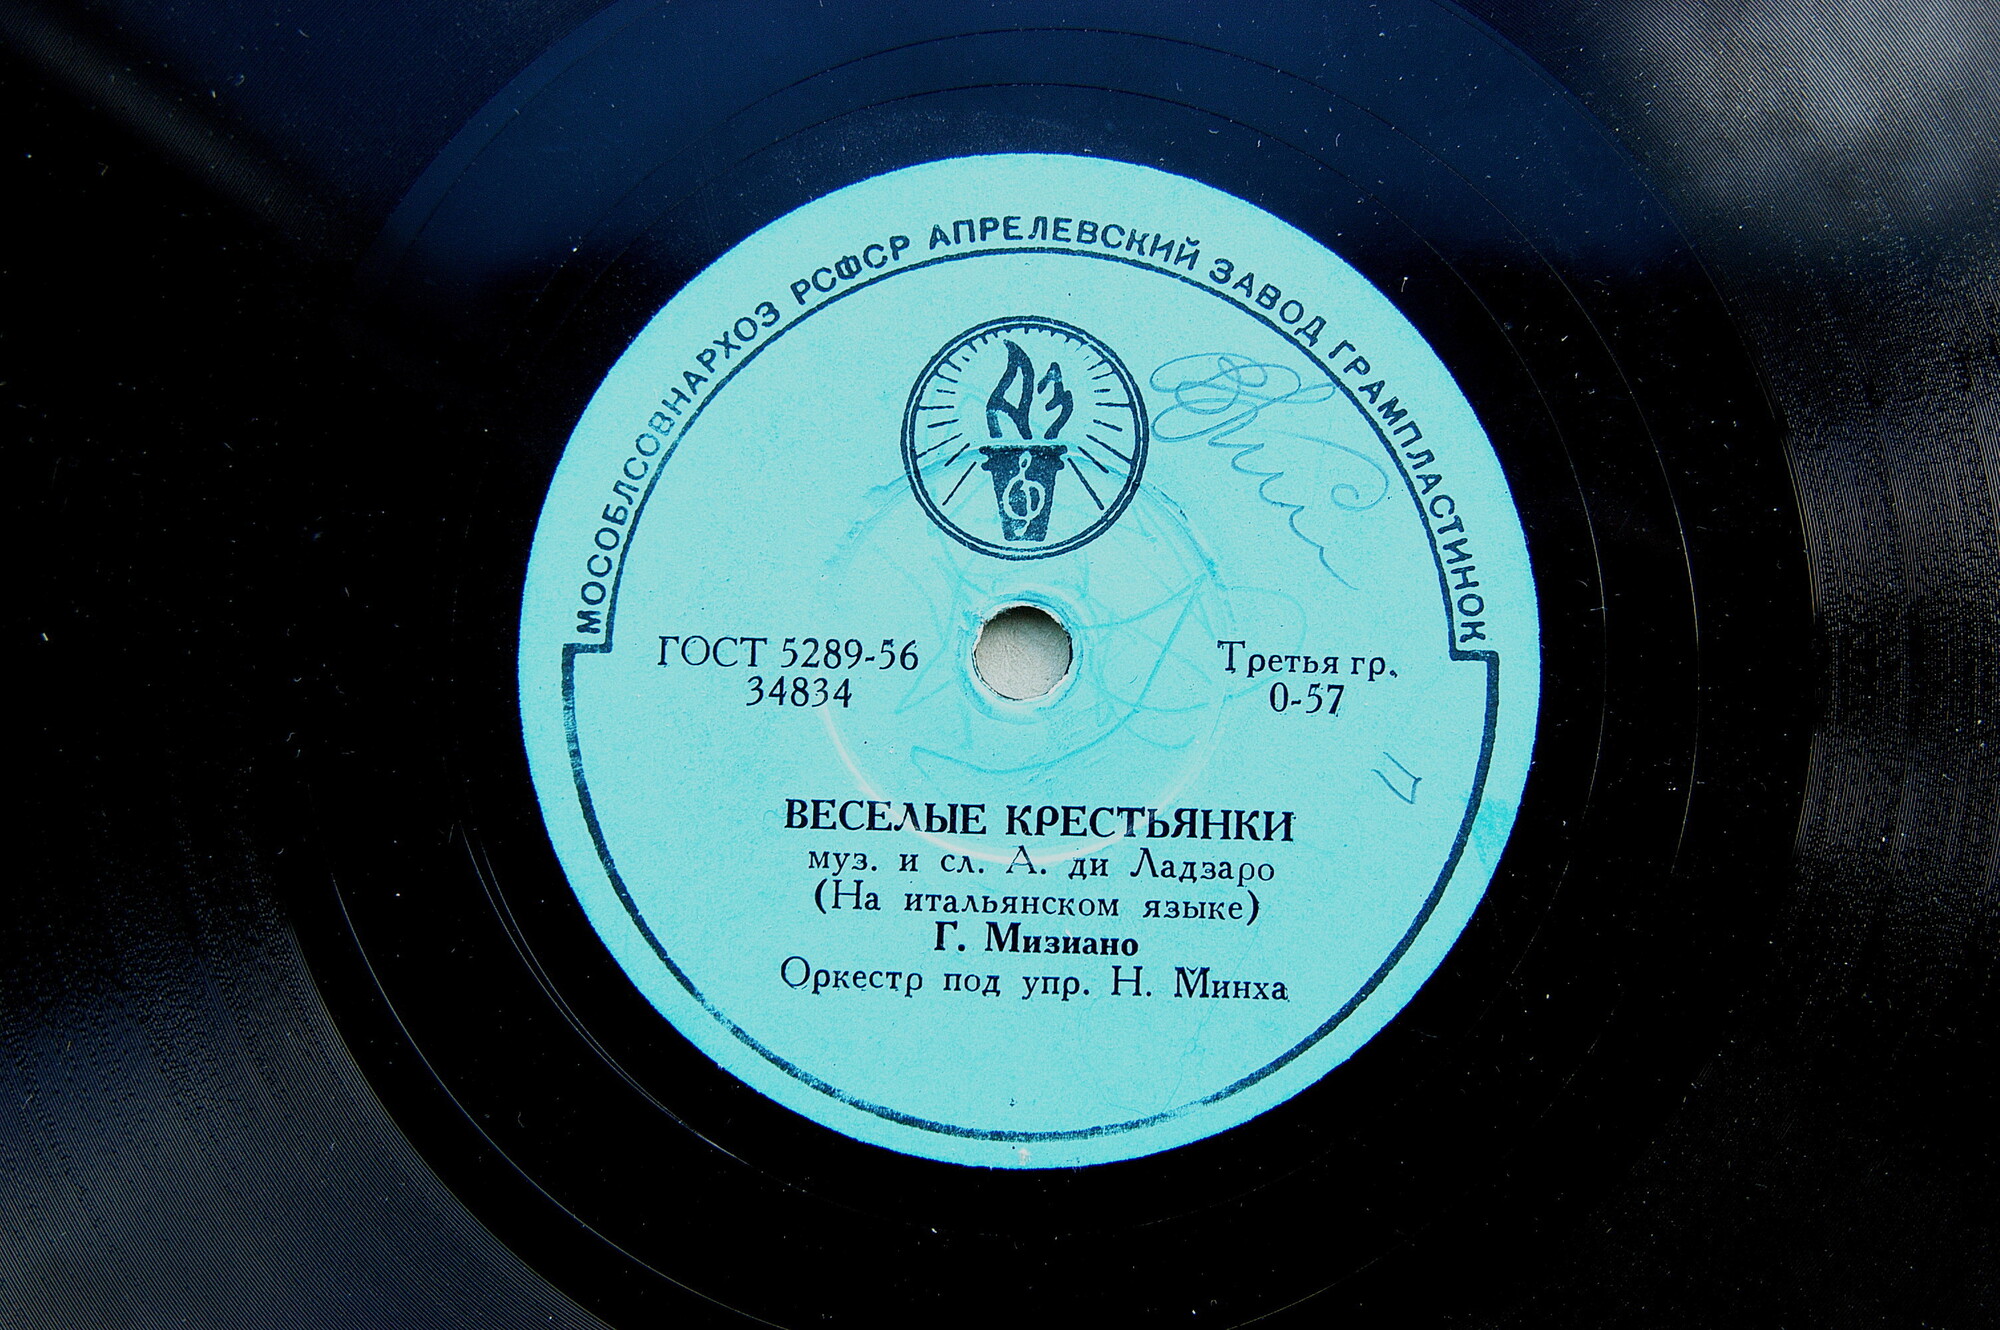 МОСОБЛСОВНАРХОЗ РСФСР АПРЕЛЕВСКИЙ ЗАВОД ГРАМПЛАСТИНОК
АЗ
ГОСТ 5289-56
34834
Третья гр.
0-57
ВЕСЕЛЫЕ КРЕСТЬЯНКИ
муз. и сл. А. ди Ладзаро
(На итальянском языке)
Г. Мизиано
Оркестр под упр. Н. Минха